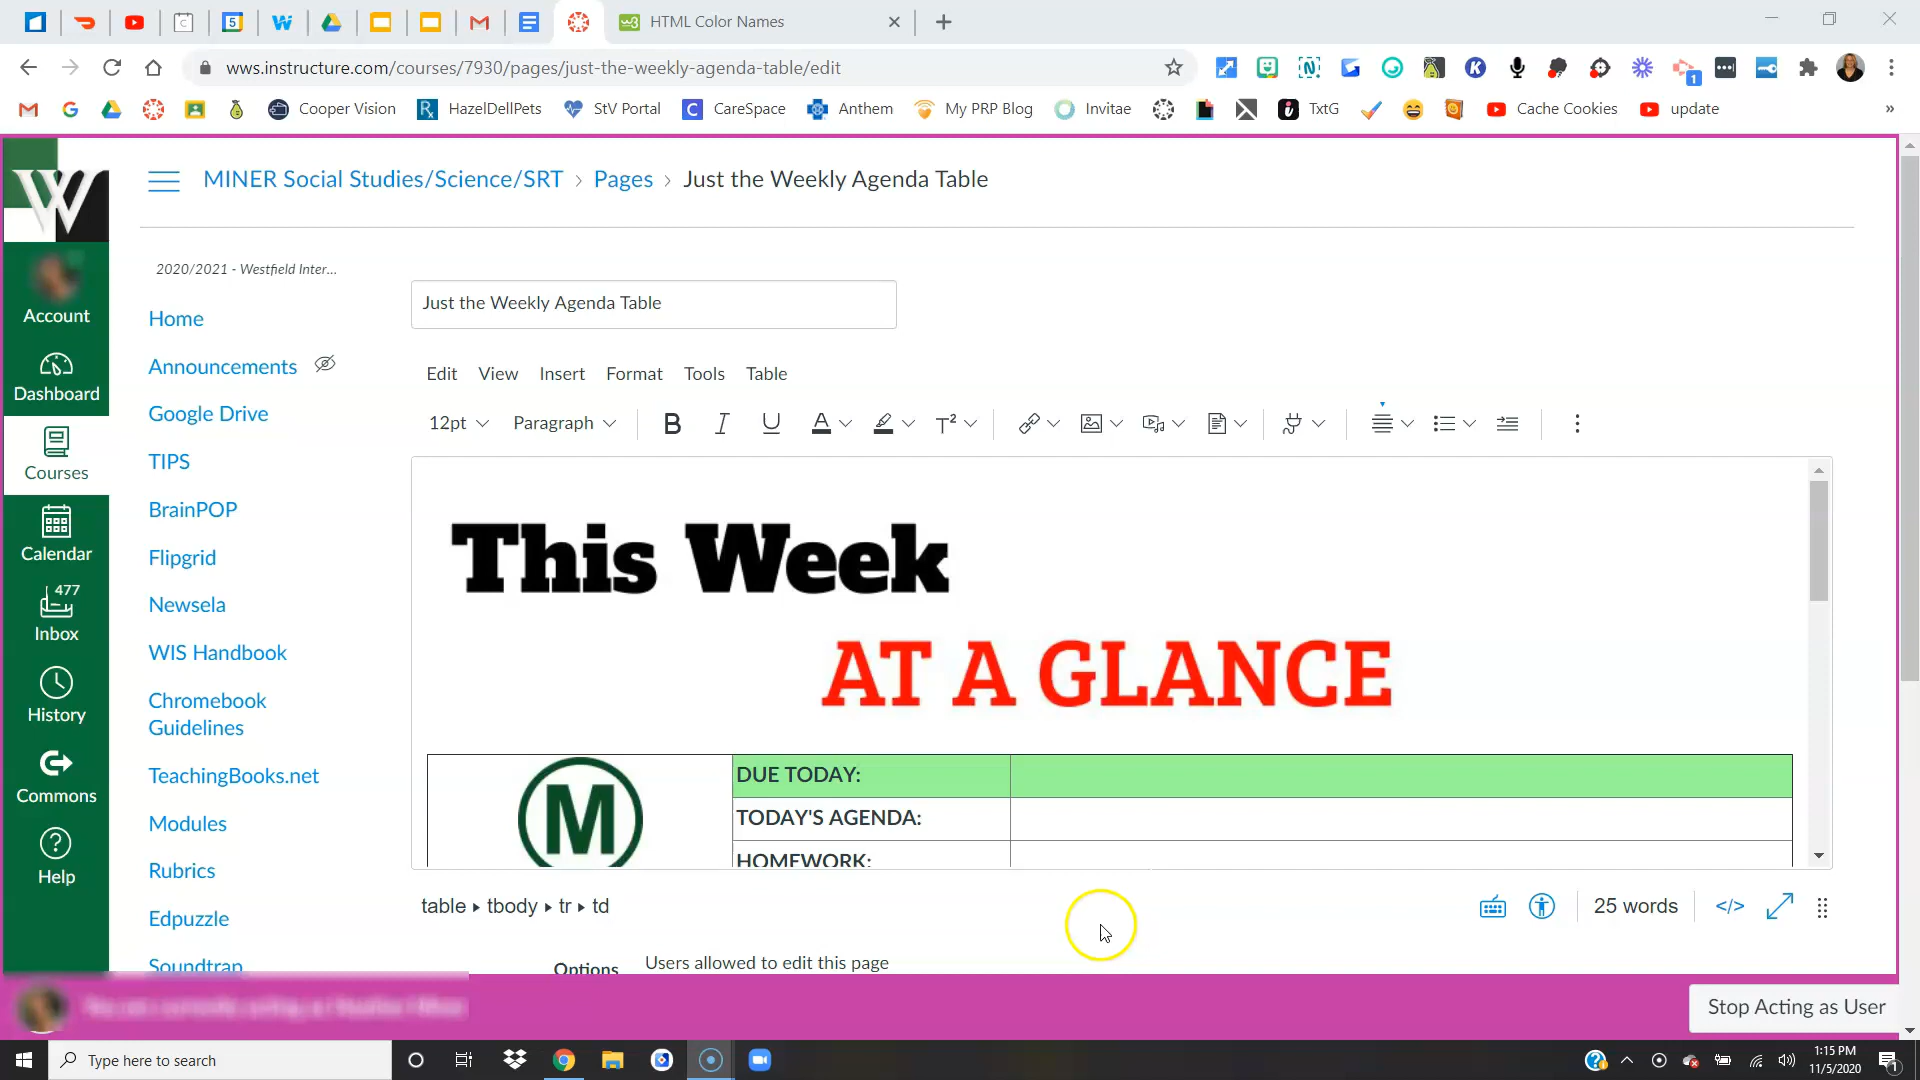 HTML Color Names
wws.instructure.com/courses/7930/pages/just-the-weekly-agenda-table/edit
Cooper Vision
HazelDellPets
StV Portal
CareSpace
Anthem
My PRP Blog
Invitae
TxtG
Cache Cookies
update
MINER Social Studies/Science/SRT › Pages › Just the Weekly Agenda Table
2020/2021 - Westfield Inter...
Account
Dashboard
Courses
Calendar
477
Inbox
History
Commons
Help
Home
Announcements
Google Drive
TIPS
BrainPOP
Flipgrid
Newsela
WIS Handbook
Chromebook
Guidelines
TeachingBooks.net
Modules
Rubrics
Edpuzzle
Soundtrap
Just the Weekly Agenda Table
Edit View Insert Format Tools Table
12pt Paragraph
This Week
AT A GLANCE
M
DUE TODAY:
TODAY'S AGENDA:
HOMEWORK:
table ▸ tbody ▸ tr ▸ td
25 words
</>
Options
Users allowed to edit this page
Stop Acting as User
Type here to search
1:15 PM
11/5/2020